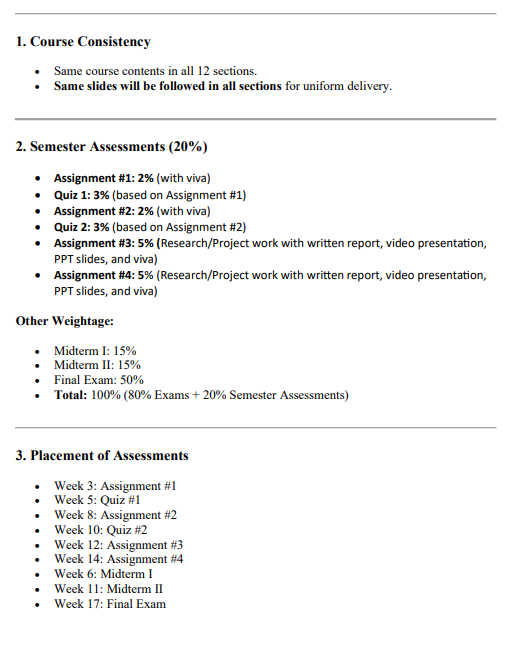 1. Course Consistency
• Same course contents in all 12 sections.
• Same slides will be followed in all sections for uniform delivery.
2. Semester Assessments (20%)
• Assignment #1: 2% (with viva)
• Quiz 1: 3% (based on Assignment #1)
• Assignment #2: 2% (with viva)
• Quiz 2: 3% (based on Assignment #2)
• Assignment #3: 5% (Research/Project work with written report, video presentation,
PPT slides, and viva)
• Assignment #4: 5% (Research/Project work with written report, video presentation,
PPT slides, and viva)
Other Weightage:
• Midterm I: 15%
• Midterm II: 15%
• Final Exam: 50%
• Total: 100% (80% Exams + 20% Semester Assessments)
3. Placement of Assessments
• Week 3: Assignment #1
• Week 5: Quiz #1
• Week 8: Assignment #2
• Week 10: Quiz #2
• Week 12: Assignment #3
• Week 14: Assignment #4
• Week 6: Midterm I
• Week 11: Midterm II
• Week 17: Final Exam